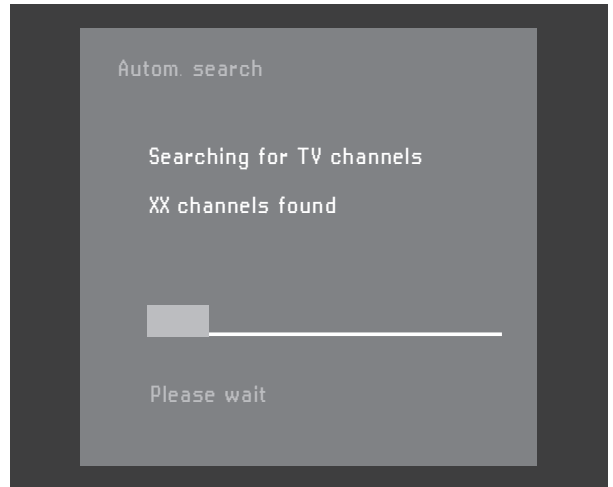 Autom. search
Searching for TV channels
XX channels found
Please wait